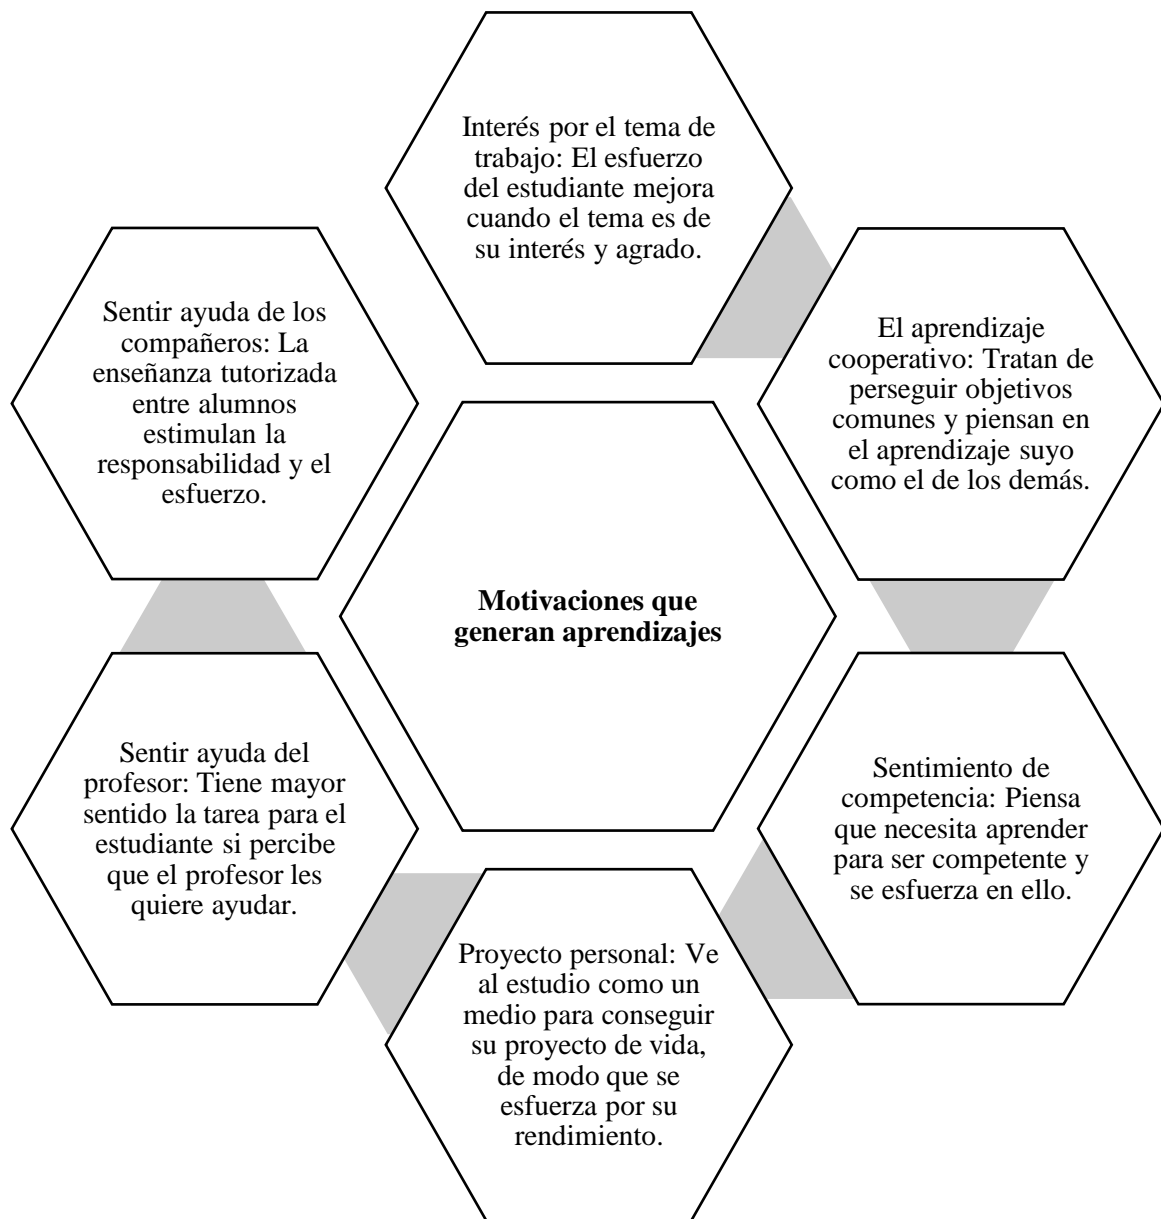 Interés por el tema de
trabajo: El esfuerzo
del estudiante mejora
cuando el tema es de
su interés y agrado.
El aprendizaje
cooperativo: Tratan de
perseguir objetivos
comunes y piensan en
el aprendizaje suyo
como el de los demás.
Sentimiento de
competencia: Piensa
que necesita aprender
para ser competente y
se esfuerza en ello.
Proyecto personal: Ve
al estudio como un
medio para conseguir
su proyecto de vida,
de modo que se
esfuerza por su
rendimiento.
Sentir ayuda del
profesor: Tiene mayor
sentido la tarea para el
estudiante si percibe
que el profesor les
quiere ayudar.
Sentir ayuda de los
compañeros: La
enseñanza tutorizada
entre alumnos
estimulan la
responsabilidad y el
esfuerzo.
Motivaciones que
generan aprendizajes